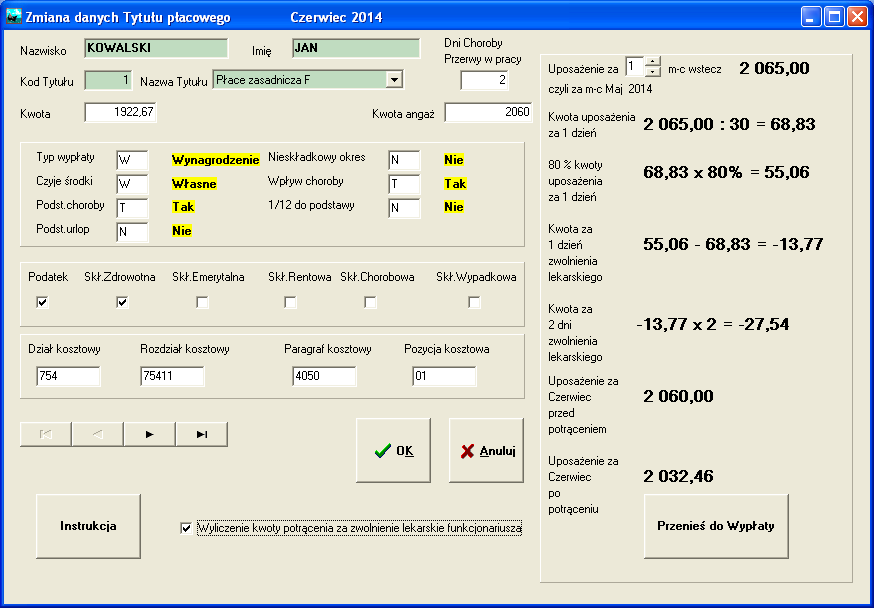 Zmiana danych Tytułu płacowego Czerwiec 2014
Nazwisko KOWALSKI Imię JAN Dni Choroby
Przerwy w pracy
Kod Tytułu 1 Nazwa Tytułu Płace zasadnicza F 2
Kwota 1922,67 Kwota angaż 2060
Typ wypłaty W Wynagrodzenie Nieskładkowy okres N Nie
Czyje środki W Własne Wpływ choroby T Tak
Podst.choroby T Tak 1/12 do podstawy N Nie
Podst.urlop N Nie
Podatek Skł.Zdrowotna Skł.Emerytalna Skł.Rentowa Skł.Chorobowa Skł.Wypadkowa
Dział kosztowy Rozdział kosztowy Paragraf kosztowy Pozycja kosztowa
754 75411 4050 01
OK Anuluj
Instrukcja Wyliczenie kwoty potrącenia za zwolnienie lekarskie funkcjonariusza
Uposażenie za 1 m-c wstecz 2 065,00
czyli za m-c Maj 2014
Kwota uposażenia
za 1 dzień 2 065,00 : 30 = 68,83
80 % kwoty
uposażenia 68,83 x 80% = 55,06
za 1 dzień
Kwota za
1 dzień 55,06 - 68,83 = -13,77
zwolnienia
lekarskiego
Kwota za
2 dni -13,77 x 2 = -27,54
zwolnienia
lekarskiego
Uposażenie za
Czerwiec 2 060,00
przed
potrąceniem
Uposażenie za
Czerwiec 2 032,46
po
potrąceniu
Przenieś do Wypłaty